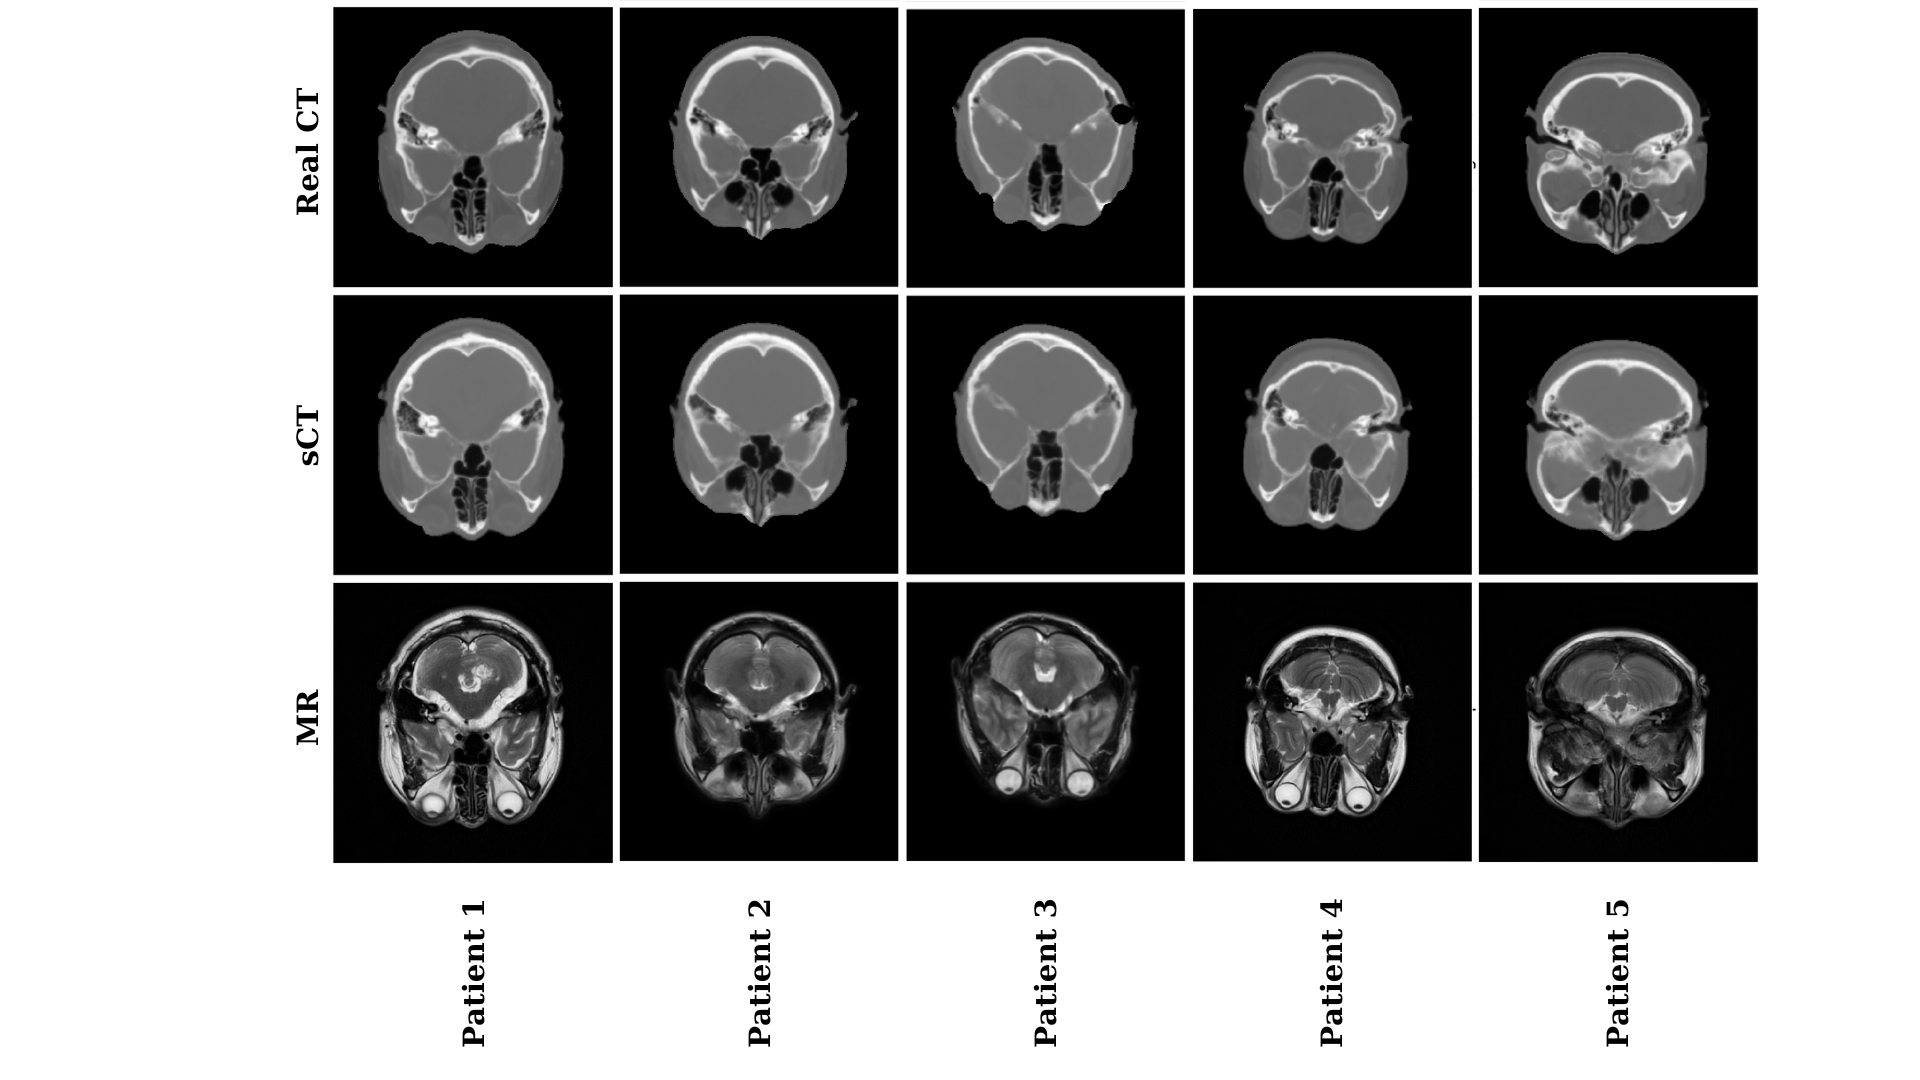 Real CT
sCT
MR
Patient 1
Patient 2
Patient 3
Patient 4
Patient 5